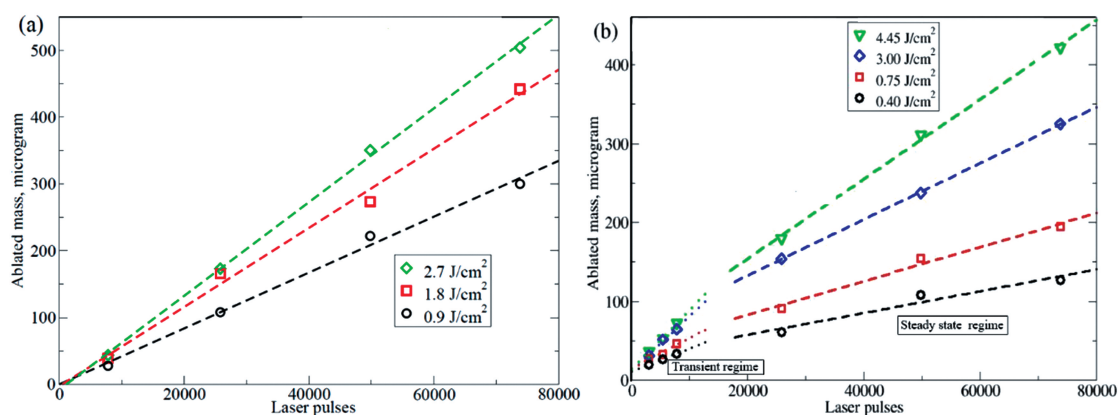 (a)
Ablated mass, microgram
500
400
300
200
100
0
2.7 J/cm²
1.8 J/cm²
0.9 J/cm²
0 20000 40000 60000 80000
Laser pulses
(b)
Ablated mass, microgram
400
300
200
100
0
4.45 J/cm²
3.00 J/cm²
0.75 J/cm²
0.40 J/cm²
Steady state regime
Transient regime
0 20000 40000 60000 80000
Laser pulses